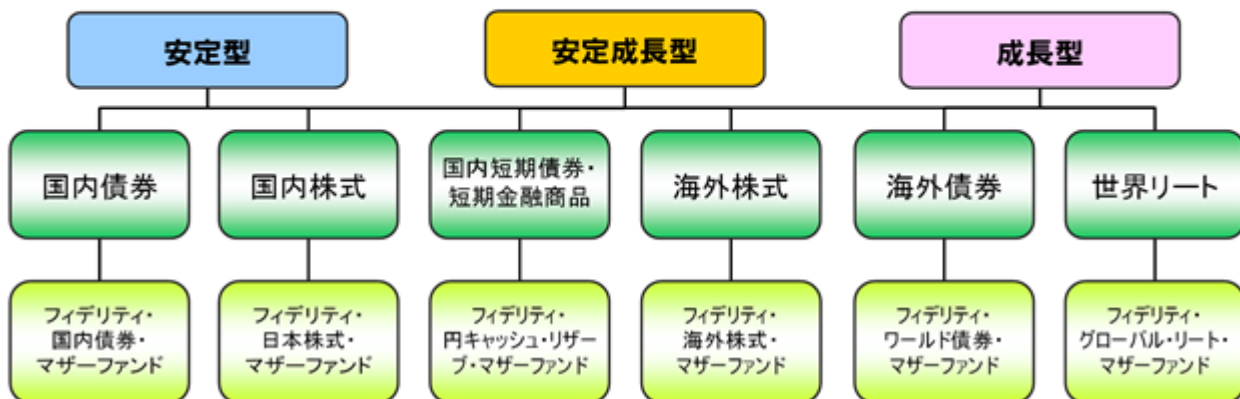 安定型
安定成長型
成長型
国内債券
国内株式
国内短期債券・
短期金融商品
海外株式
海外債券
世界リート
フィデリティ・
国内債券・
マザーファンド
フィデリティ・
日本株式・
マザーファンド
フィデリティ・
円キャッシュ・リザー
ブ・マザーファンド
フィデリティ・
海外株式・
マザーファンド
フィデリティ・
ワールド債券・
マザーファンド
フィデリティ・
グローバル・リート・
マザーファンド